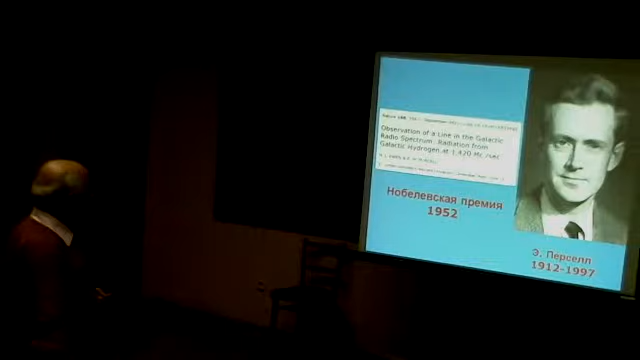 Observation of a Line in the Galactic
Radio Spectrum: Radiation from
Galactic Hydrogen at 1,420 Mc./sec.
Нобелевская премия
1952
Э. Перселл
1912-1997